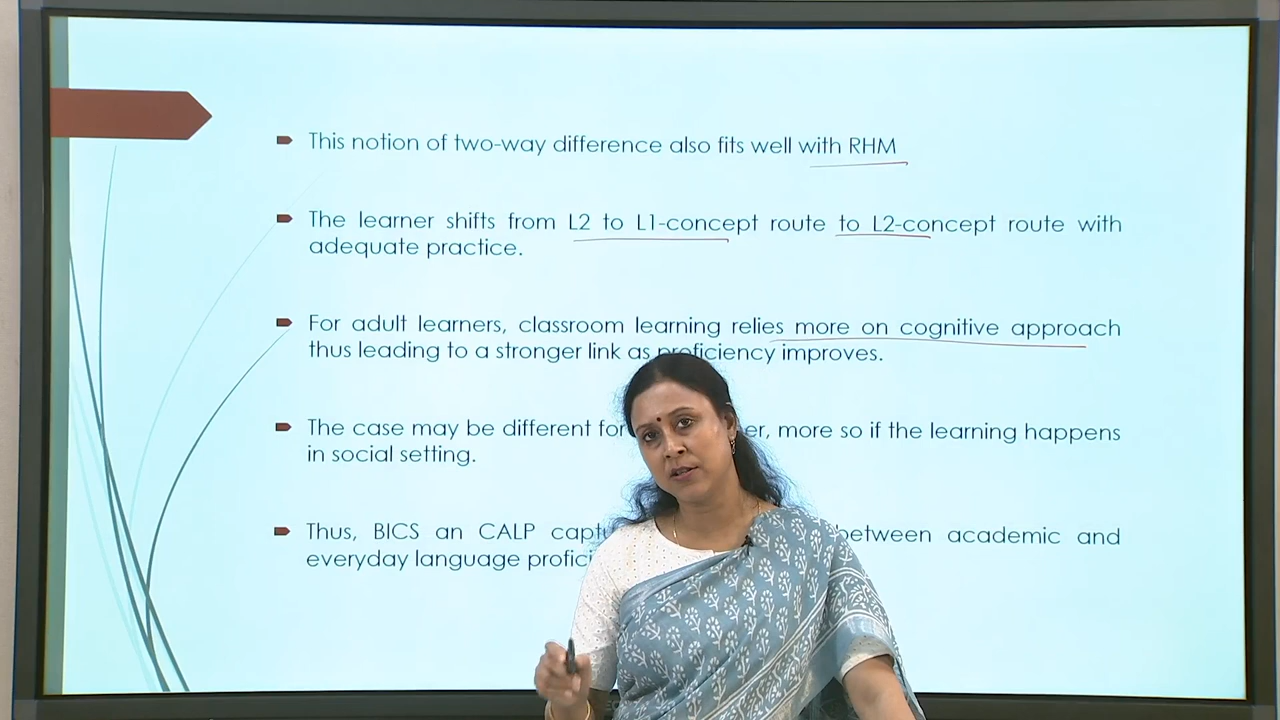 This notion of two-way difference also fits well with RHM
The learner shifts from L2 to L1-concept route to L2-concept route with
adequate practice.
For adult learners, classroom learning relies more on cognitive approach
thus leading to a stronger link as proficiency improves.
The case may be different for more so if the learning happens
in social setting.
Thus, BICS an CALP between academic and
everyday language